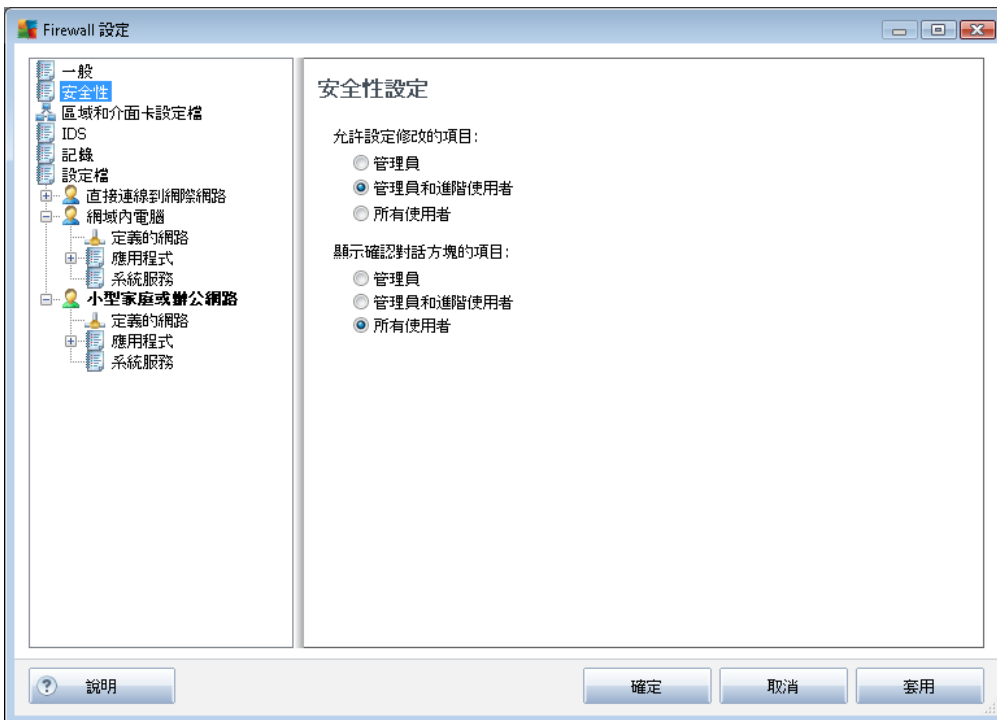 Firewall 設定
一般
安全性
區域和介面卡設定檔
IDS
記錄
設定檔
直接連線到網際網路
網域內電腦
定義的網路
應用程式
系統服務
小型家庭或辦公網路
定義的網路
應用程式
系統服務
安全性設定
允許設定修改的項目:
管理員
管理員和進階使用者
所有使用者
顯示確認對話方塊的項目:
管理員
管理員和進階使用者
所有使用者
說明
確定
取消
套用